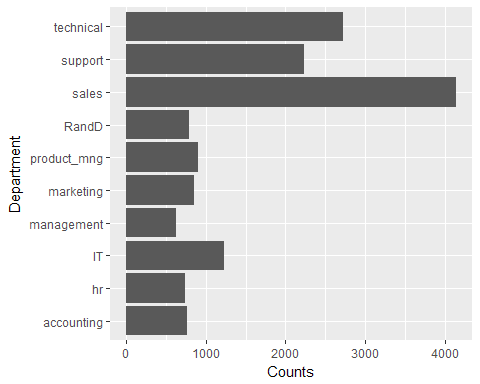 technical
support
sales
RandD
product_mng
marketing
management
IT
hr
accounting
Department
0 1000 2000 3000 4000
Counts